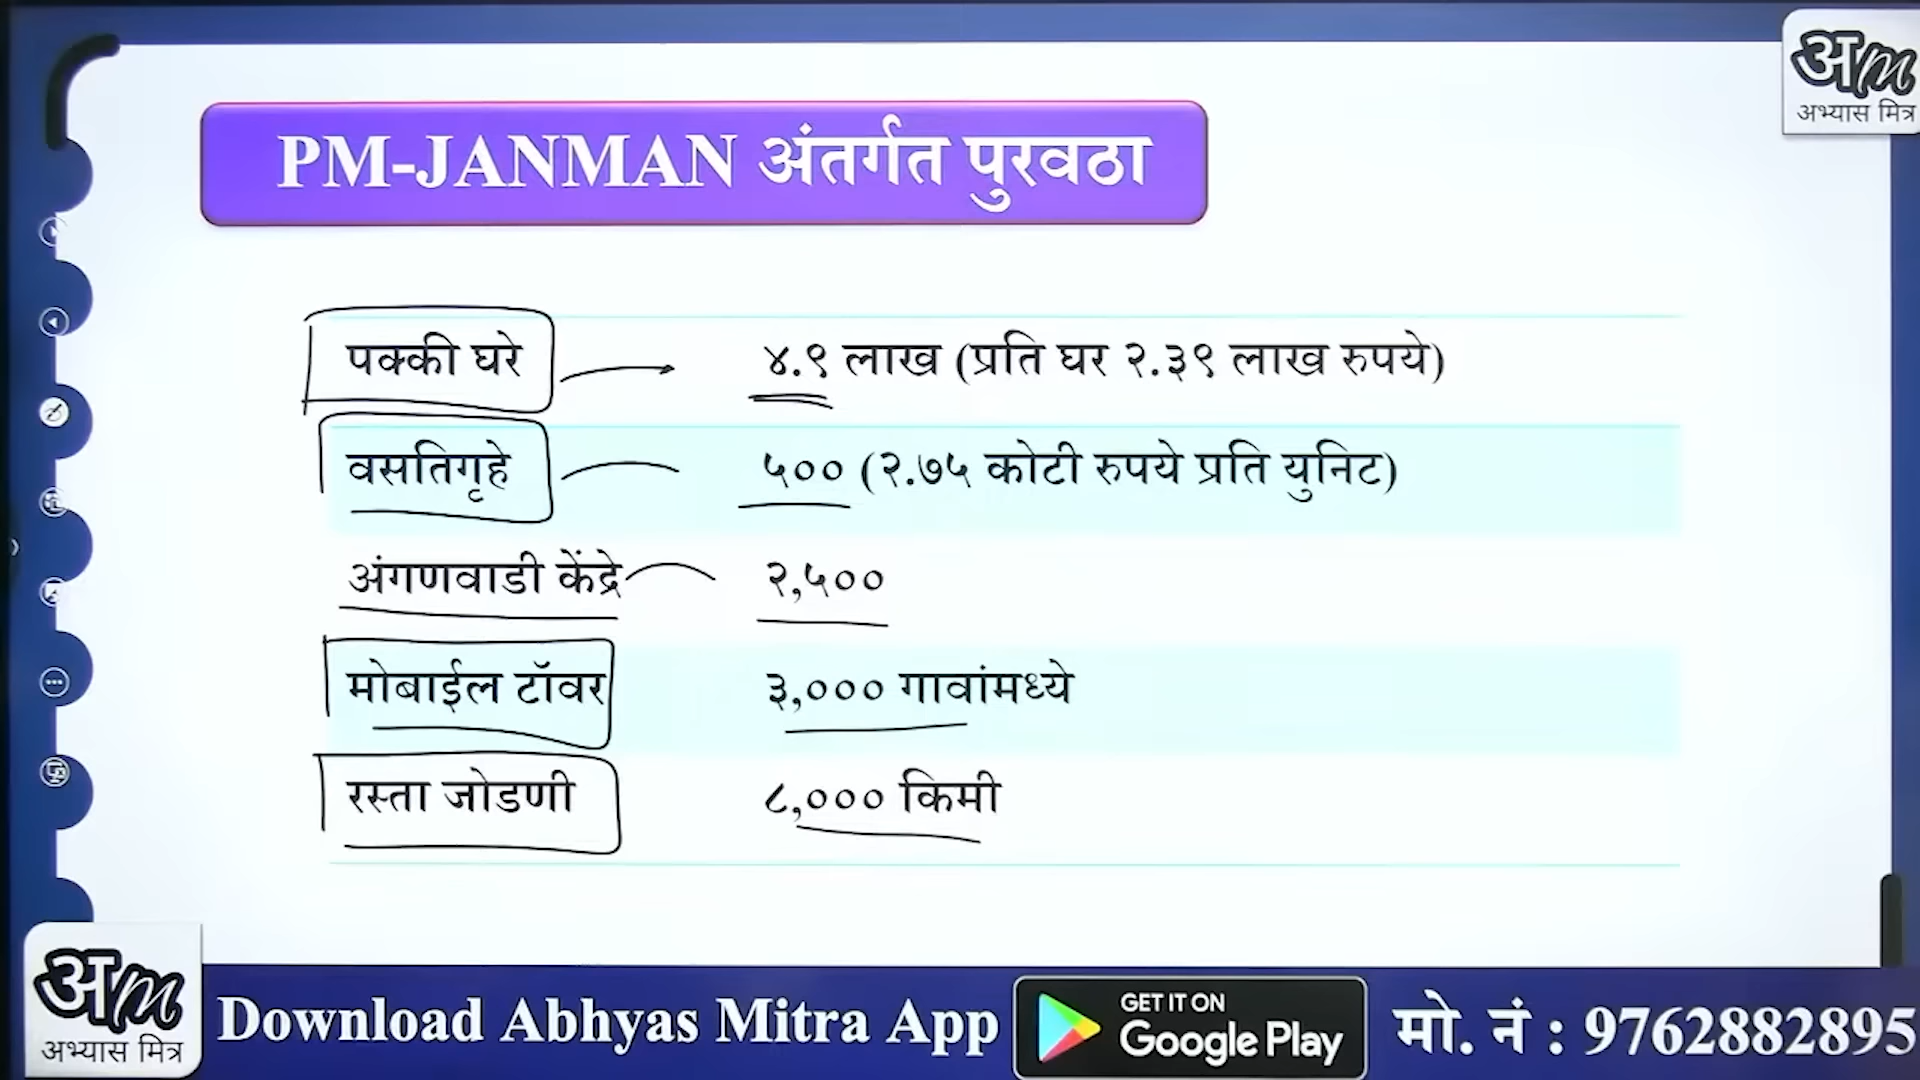 अm
अभ्यास मित्र
PM-JANMAN अंतर्गत पुरवठा
पक्की घरे ४.९ लाख (प्रति घर २.३९ लाख रुपये)
वसतिगृहे ५०० (२.७५ कोटी रुपये प्रति युनिट)
अंगणवाडी केंद्रे २,५००
मोबाईल टॉवर ३,००० गावांमध्ये
रस्ता जोडणी ८,००० किमी
अm
अभ्यास मित्र
Download Abhyas Mitra App
GET IT ON
Google Play
मो. नं : 9762882895